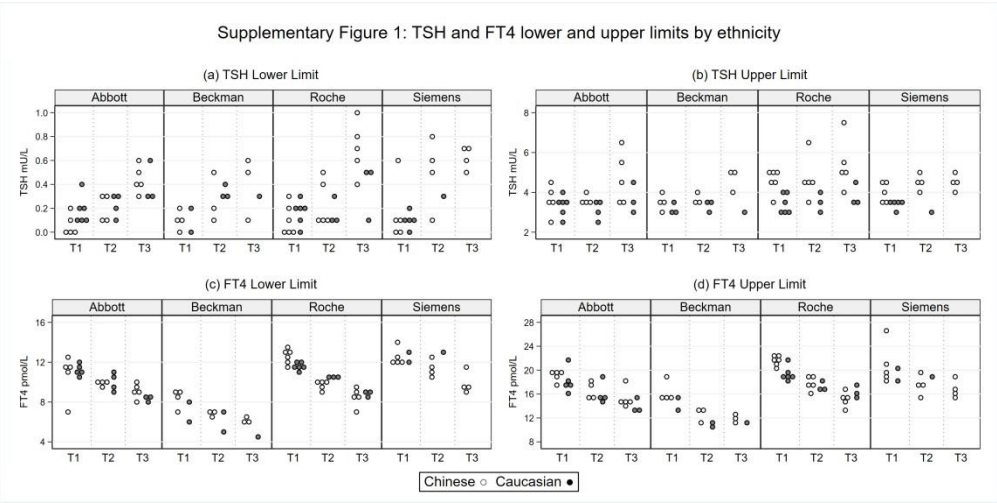 Supplementary Figure 1: TSH and FT4 lower and upper limits by ethnicity
(a) TSH Lower Limit
Abbott Beckman Roche Siemens
TSH mU/L
1.0
0.8
0.6
0.4
0.2
0.0
T1 T2 T3 T1 T2 T3 T1 T2 T3 T1 T2 T3
(b) TSH Upper Limit
Abbott Beckman Roche Siemens
TSH mU/L
8
6
4
2
T1 T2 T3 T1 T2 T3 T1 T2 T3 T1 T2 T3
(c) FT4 Lower Limit
Abbott Beckman Roche Siemens
FT4 pmol/L
16
12
8
4
T1 T2 T3 T1 T2 T3 T1 T2 T3 T1 T2 T3
(d) FT4 Upper Limit
Abbott Beckman Roche Siemens
FT4 pmol/L
28
24
20
16
12
8
T1 T2 T3 T1 T2 T3 T1 T2 T3 T1 T2 T3
Chinese Caucasian